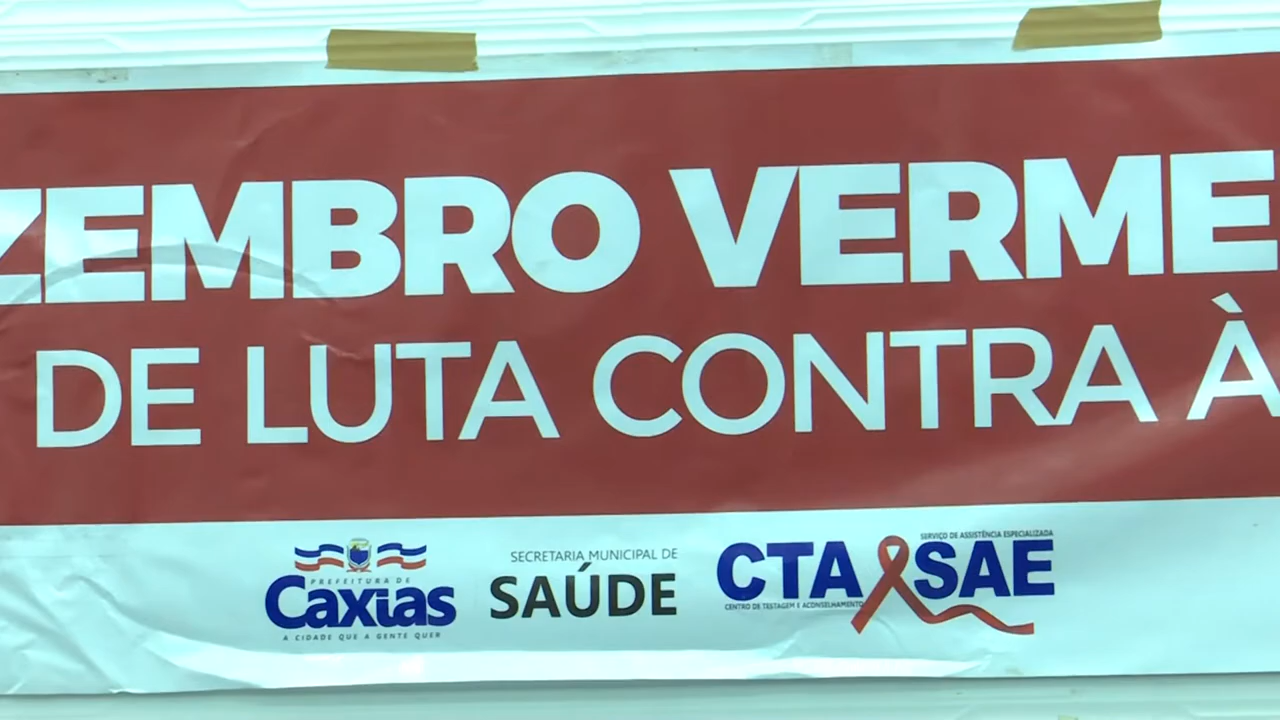 ZEMBRO VERME
DE LUTA CONTRA À
PREFEITURA DE
Caxias
A CIDADE QUE A GENTE QUER
SECRETARIA MUNICIPAL DE
SAÚDE
SERVIÇO DE ASSISTÊNCIA ESPECIALIZADA
CTA SAE
CENTRO DE TESTAGEM E ACONSELHAMENTO